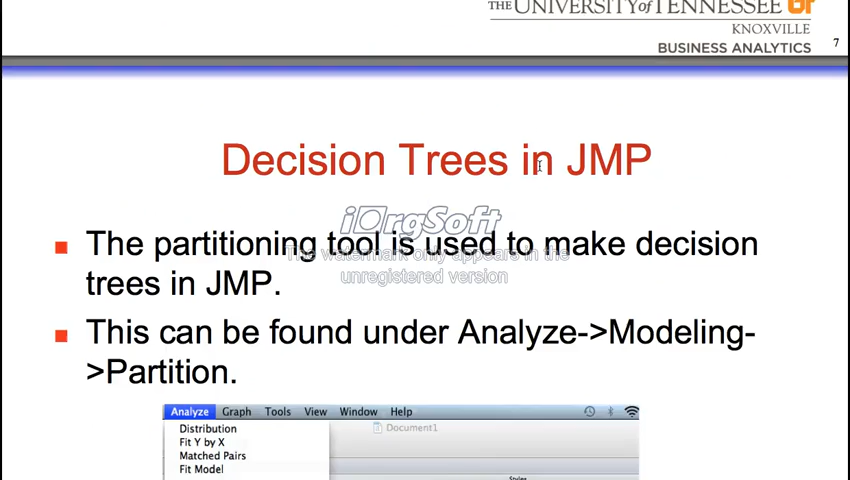 THE UNIVERSITY of TENNESSEE UT
KNOXVILLE
BUSINESS ANALYTICS
7
Decision Trees in JMP
iOrgSoft
The watermark only appears in the
unregistered version
■ The partitioning tool is used to make decision
trees in JMP.
■ This can be found under Analyze->Modeling-
>Partition.
Analyze Graph Tools View Window Help
Distribution
Document1
Fit Y by X
Matched Pairs
Fit Model
Styles